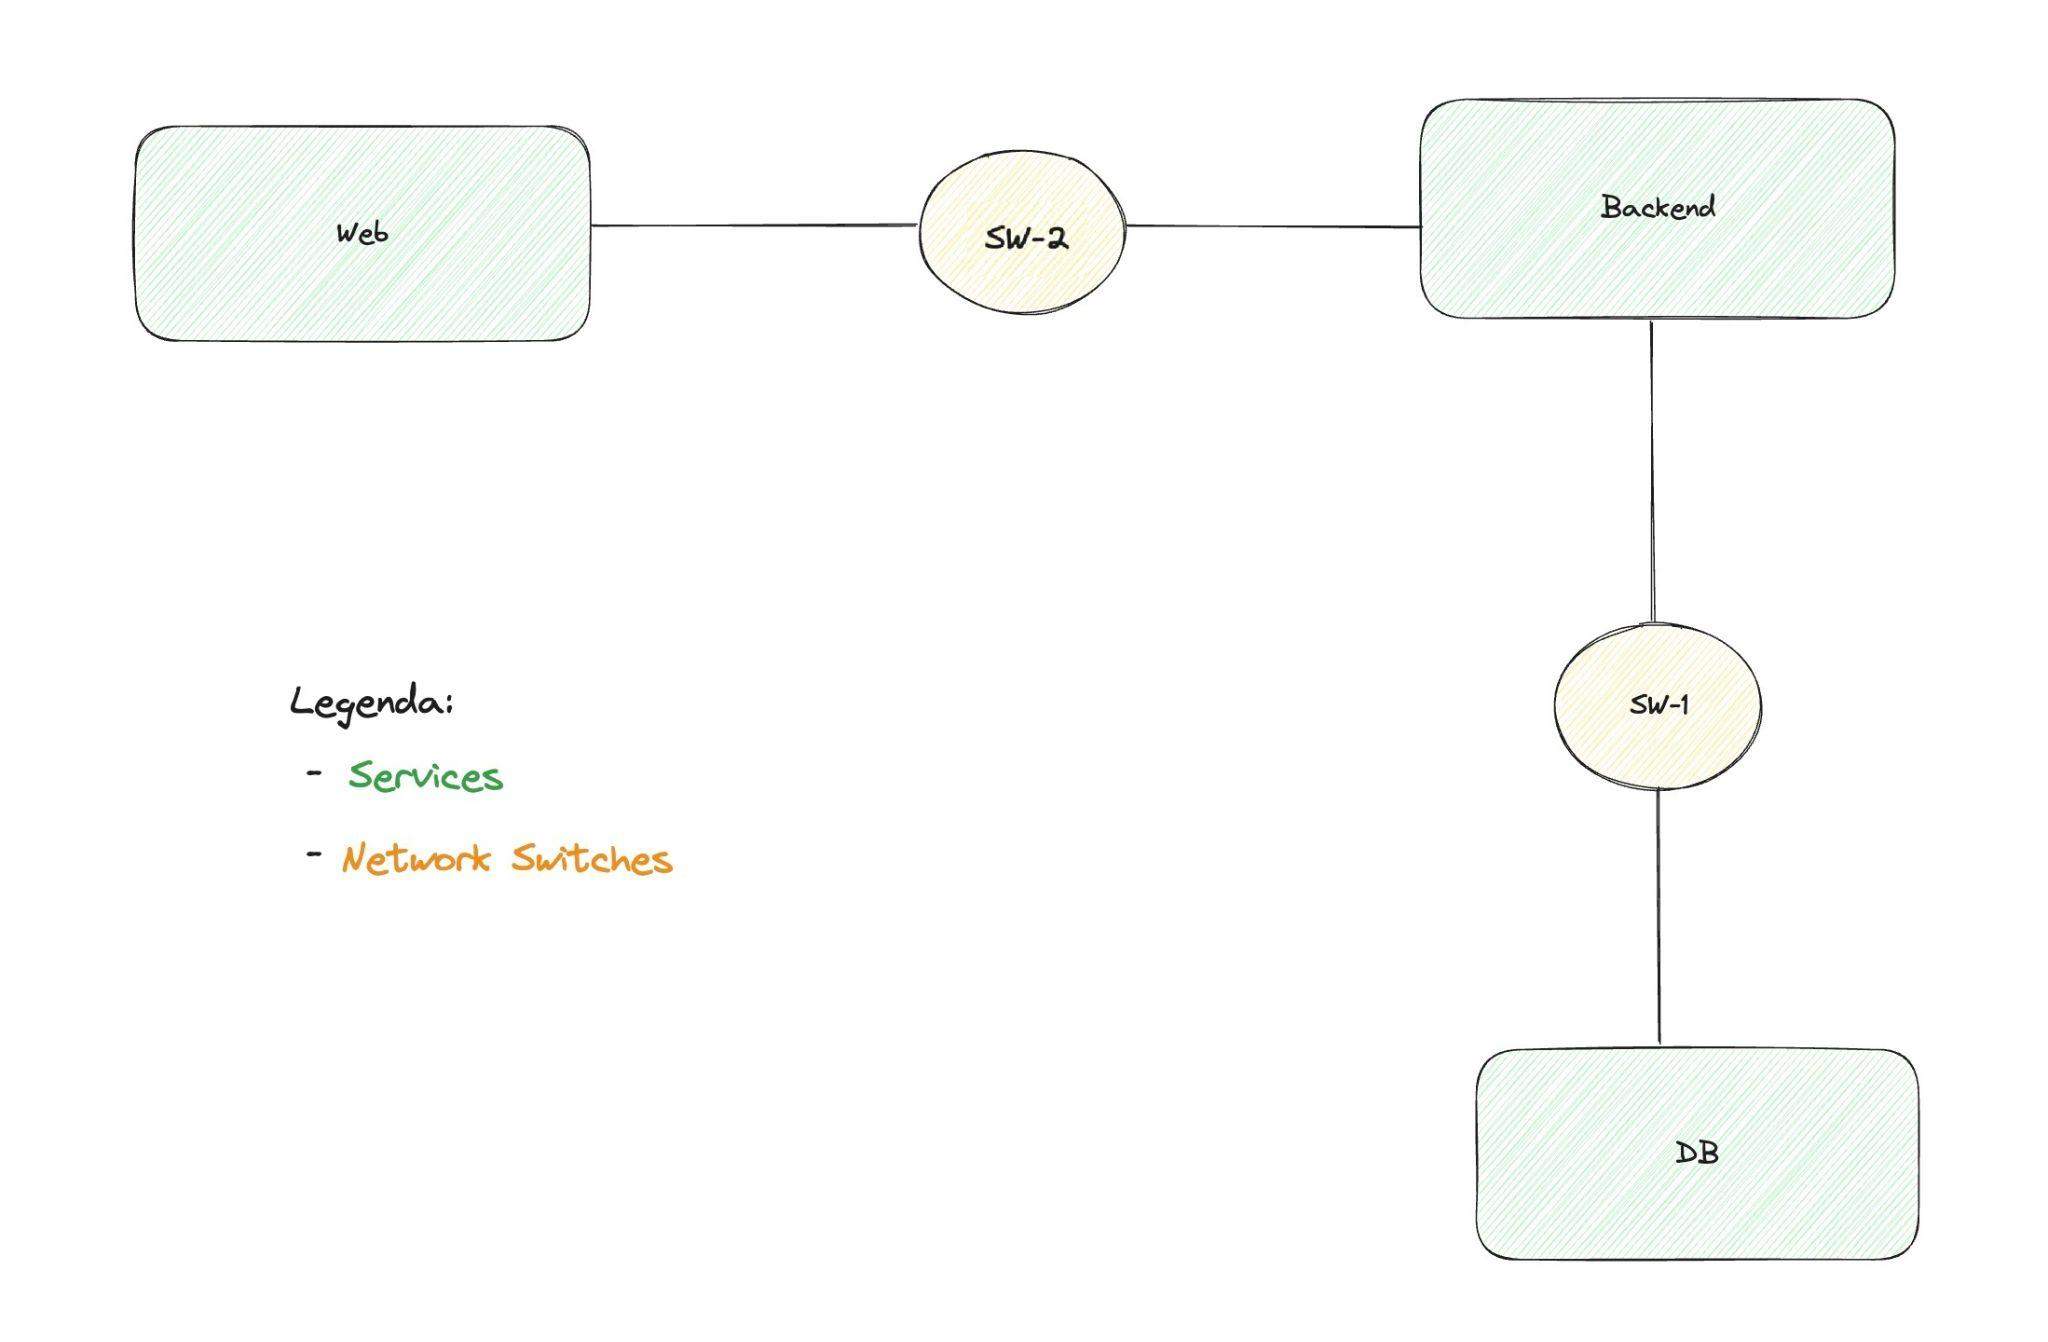 Web
SW-2
Backend
SW-1
Legenda:
- Services
- Network Switches
DB